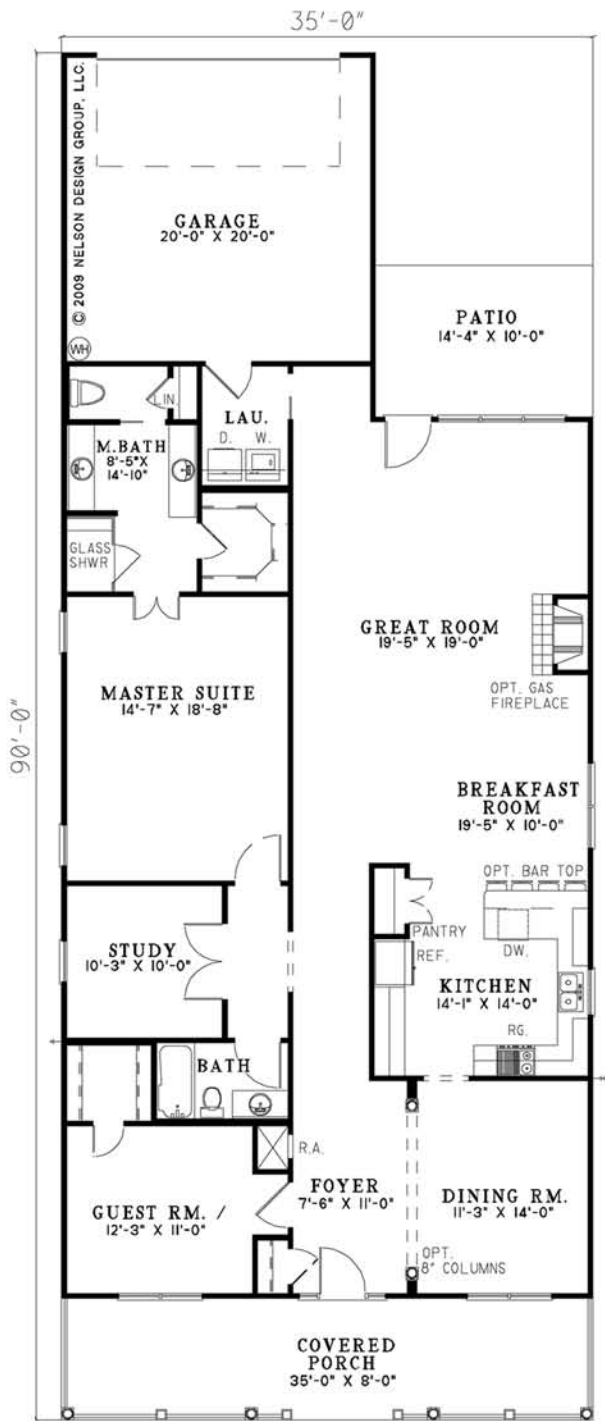 35'-0"
© 2009 NELSON DESIGN GROUP, LLC.
WH
GARAGE
20'-0" X 20'-0"
PATIO
14'-4" X 10'-0"
LIN.
LAU.
D. W.
M.BATH
8'-5"X
14'-10"
GLASS
SHWR
GREAT ROOM
19'-5" X 19'-0"
OPT. GAS
FIREPLACE
MASTER SUITE
14'-7" X 18'-8"
90'-0"
BREAKFAST
ROOM
19'-5" X 10'-0"
OPT. BAR TOP
PANTRY
REF.
DW.
STUDY
10'-3" X 10'-0"
KITCHEN
14'-1" X 14'-0"
RG.
BATH
R.A.
GUEST RM. /
12'-3" X 11'-0"
FOYER
7'-6" X 11'-0"
DINING RM.
11'-3" X 14'-0"
OPT.
8" COLUMNS
COVERED
PORCH
35'-0" X 8'-0"